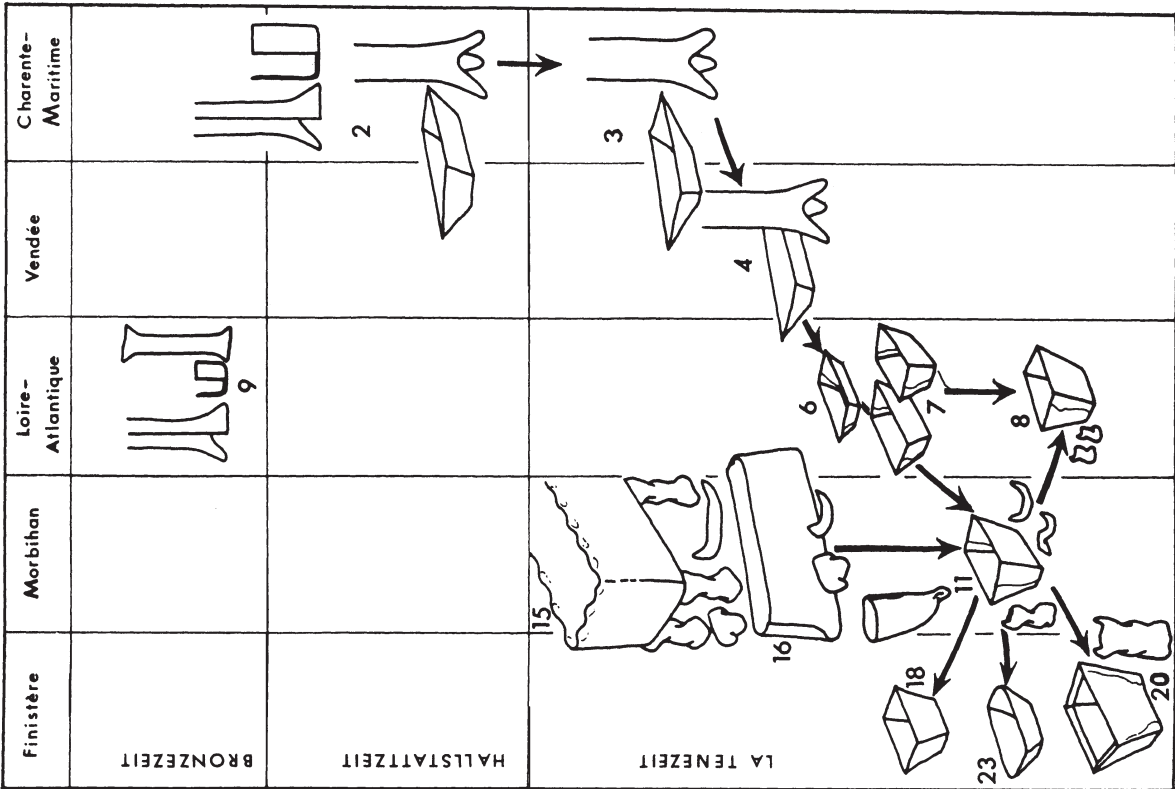 Finistère
Morbihan
Loire-
Atlantique
Vendée
Charente-
Maritime
BRONZEZEIT
9
HALLSTATTZEIT
2
LA TENEZEIT
15
3
16
4
6
7
11
18
8
23
20